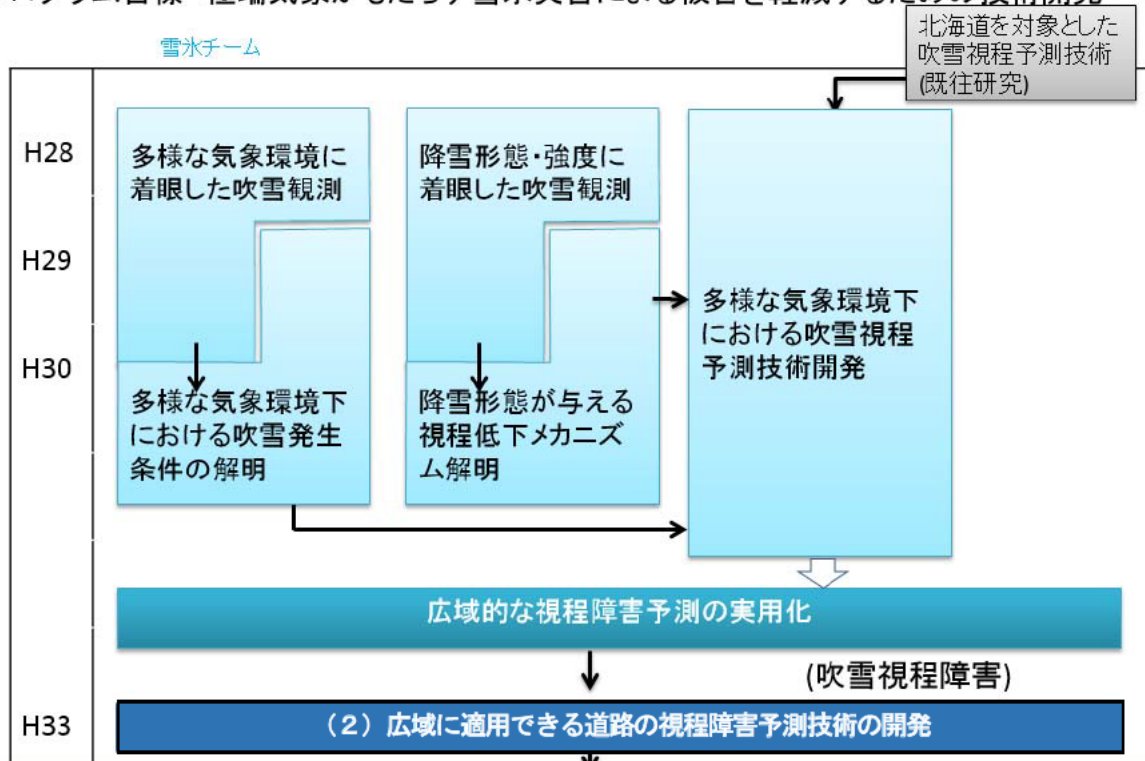 雪氷チーム
北海道を対象とした
吹雪視程予測技術
(既往研究)
H28
H29
H30
H33
多様な気象環境に
着眼した吹雪観測
降雪形態・強度に
着眼した吹雪観測
多様な気象環境下
における吹雪視程
予測技術開発
多様な気象環境下
における吹雪発生
条件の解明
降雪形態が与える
視程低下メカニズ
ム解明
広域的な視程障害予測の実用化
(吹雪視程障害)
（2）広域に適用できる道路の視程障害予測技術の開発